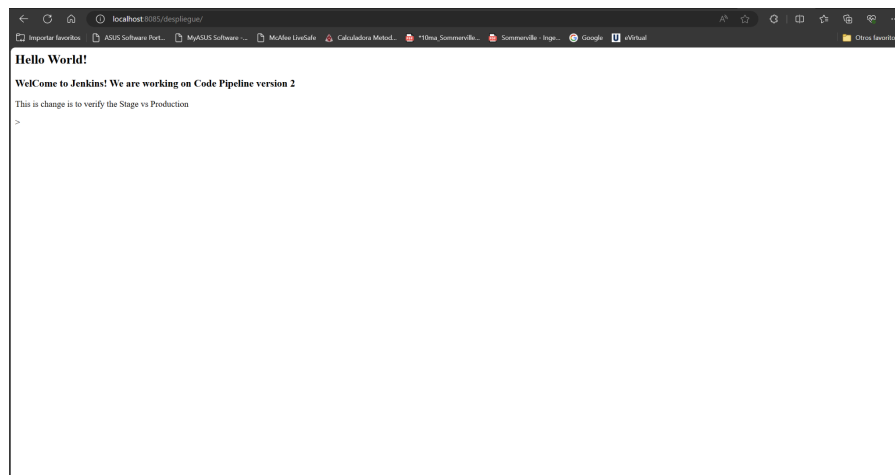 localhost:8085/despliegue/
Importar favoritos ASUS Software Port... MyASUS Software -... McAfee LiveSafe Calculadora Metod... *10ma_Sommerville... Sommerville - Inge... Google eVirtual Otros favoritos
Hello World!
WelCome to Jenkins! We are working on Code Pipeline version 2
This is change is to verify the Stage vs Production
>